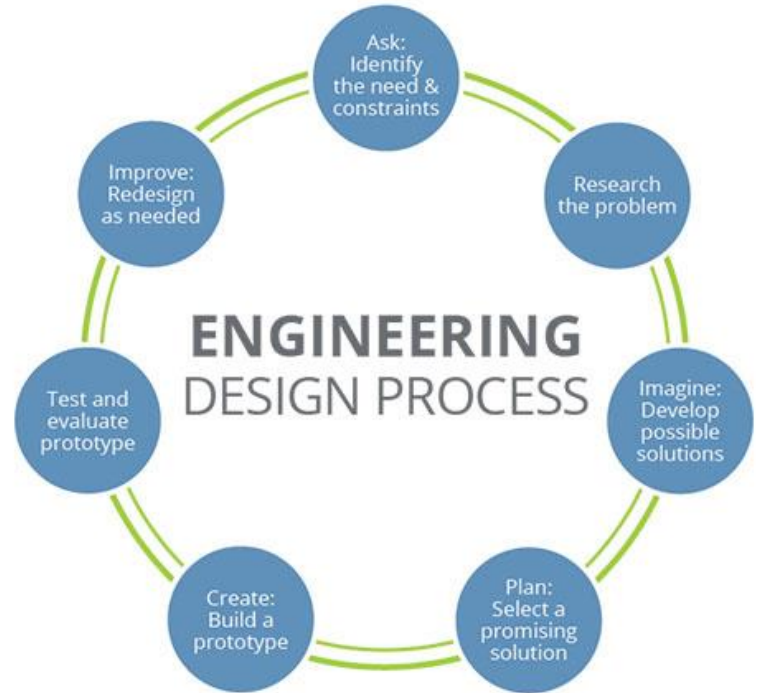 ENGINEERING
DESIGN PROCESS
Ask:
Identify
the need &
constraints
Research
the problem
Imagine:
Develop
possible
solutions
Plan:
Select a
promising
solution
Create:
Build a
prototype
Test and
evaluate
prototype
Improve:
Redesign
as needed